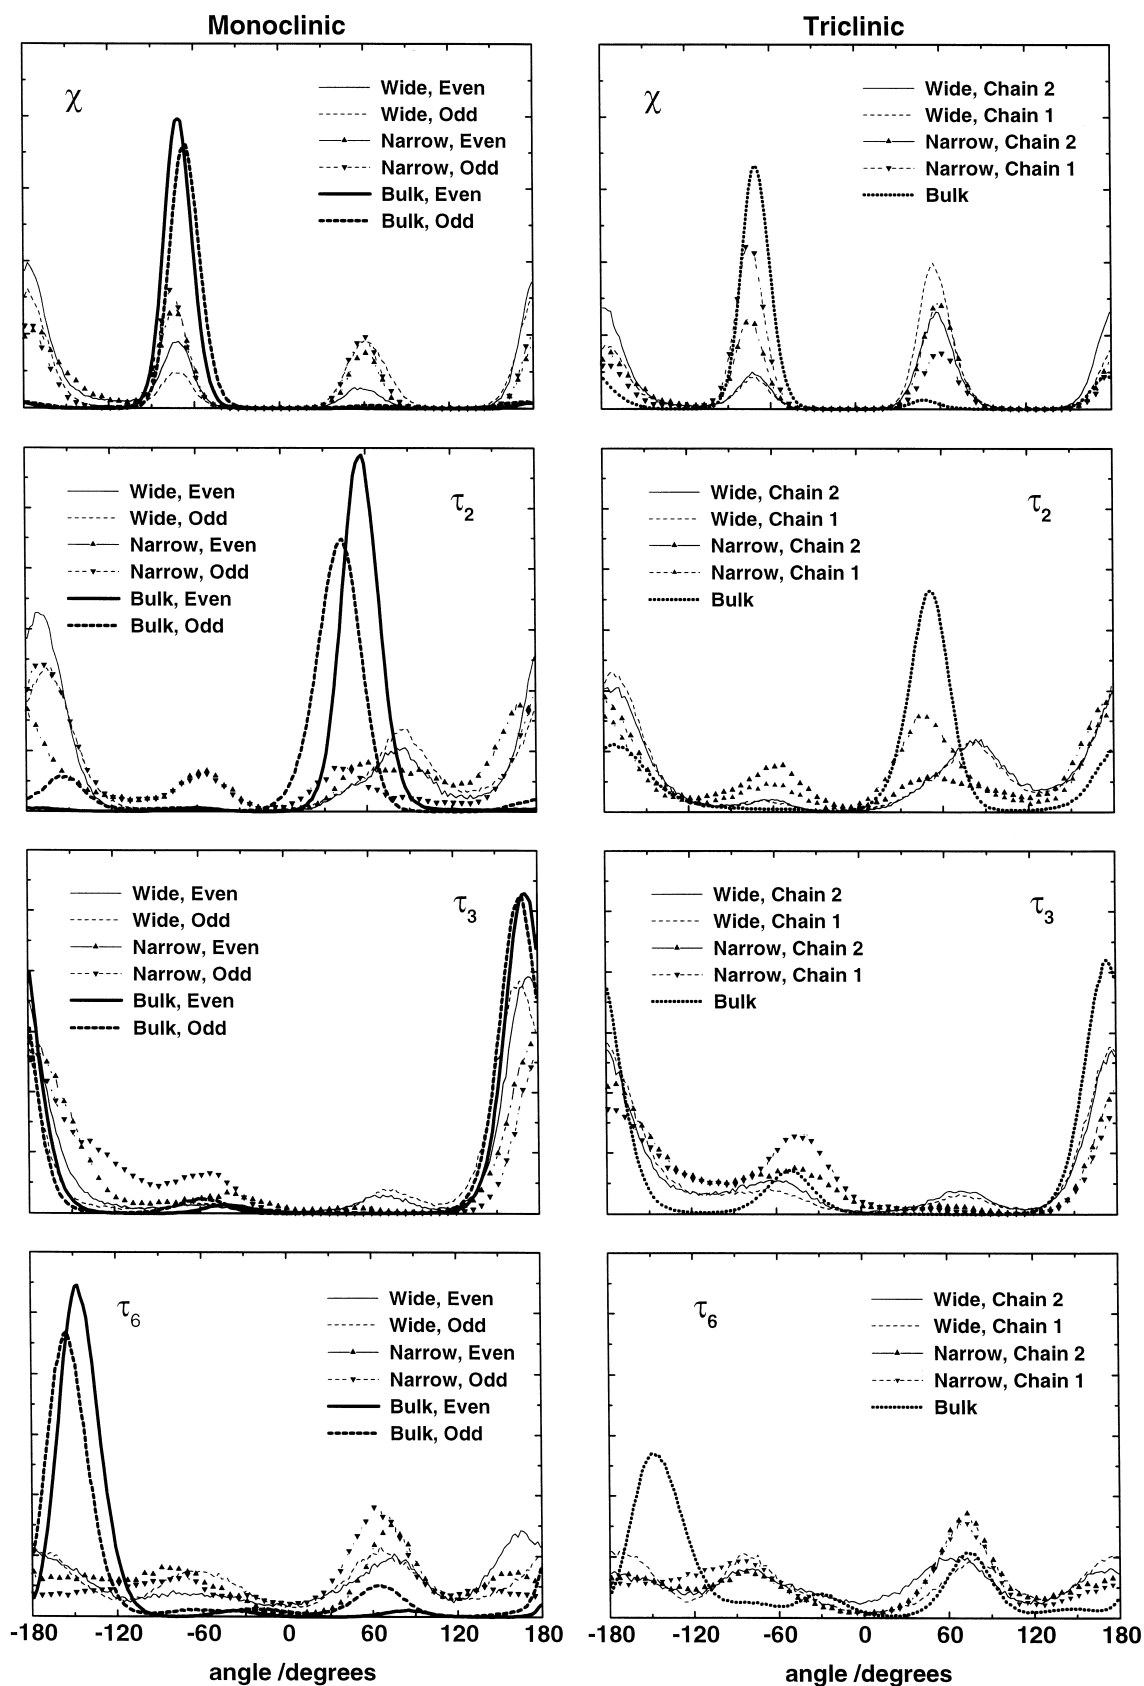 Monoclinic
Triclinic
χ
Wide, Even
Wide, Odd
Narrow, Even
Narrow, Odd
Bulk, Even
Bulk, Odd
χ
Wide, Chain 2
Wide, Chain 1
Narrow, Chain 2
Narrow, Chain 1
Bulk
Wide, Even
Wide, Odd
Narrow, Even
Narrow, Odd
Bulk, Even
Bulk, Odd
τ2
Wide, Chain 2
Wide, Chain 1
Narrow, Chain 2
Narrow, Chain 1
Bulk
τ2
Wide, Even
Wide, Odd
Narrow, Even
Narrow, Odd
Bulk, Even
Bulk, Odd
τ3
Wide, Chain 2
Wide, Chain 1
Narrow, Chain 2
Narrow, Chain 1
Bulk
τ3
τ6
Wide, Even
Wide, Odd
Narrow, Even
Narrow, Odd
Bulk, Even
Bulk, Odd
τ6
Wide, Chain 2
Wide, Chain 1
Narrow, Chain 2
Narrow, Chain 1
Bulk
-180 -120 -60 0 60 120 180
-180 -120 -60 0 60 120 180
angle /degrees
angle /degrees